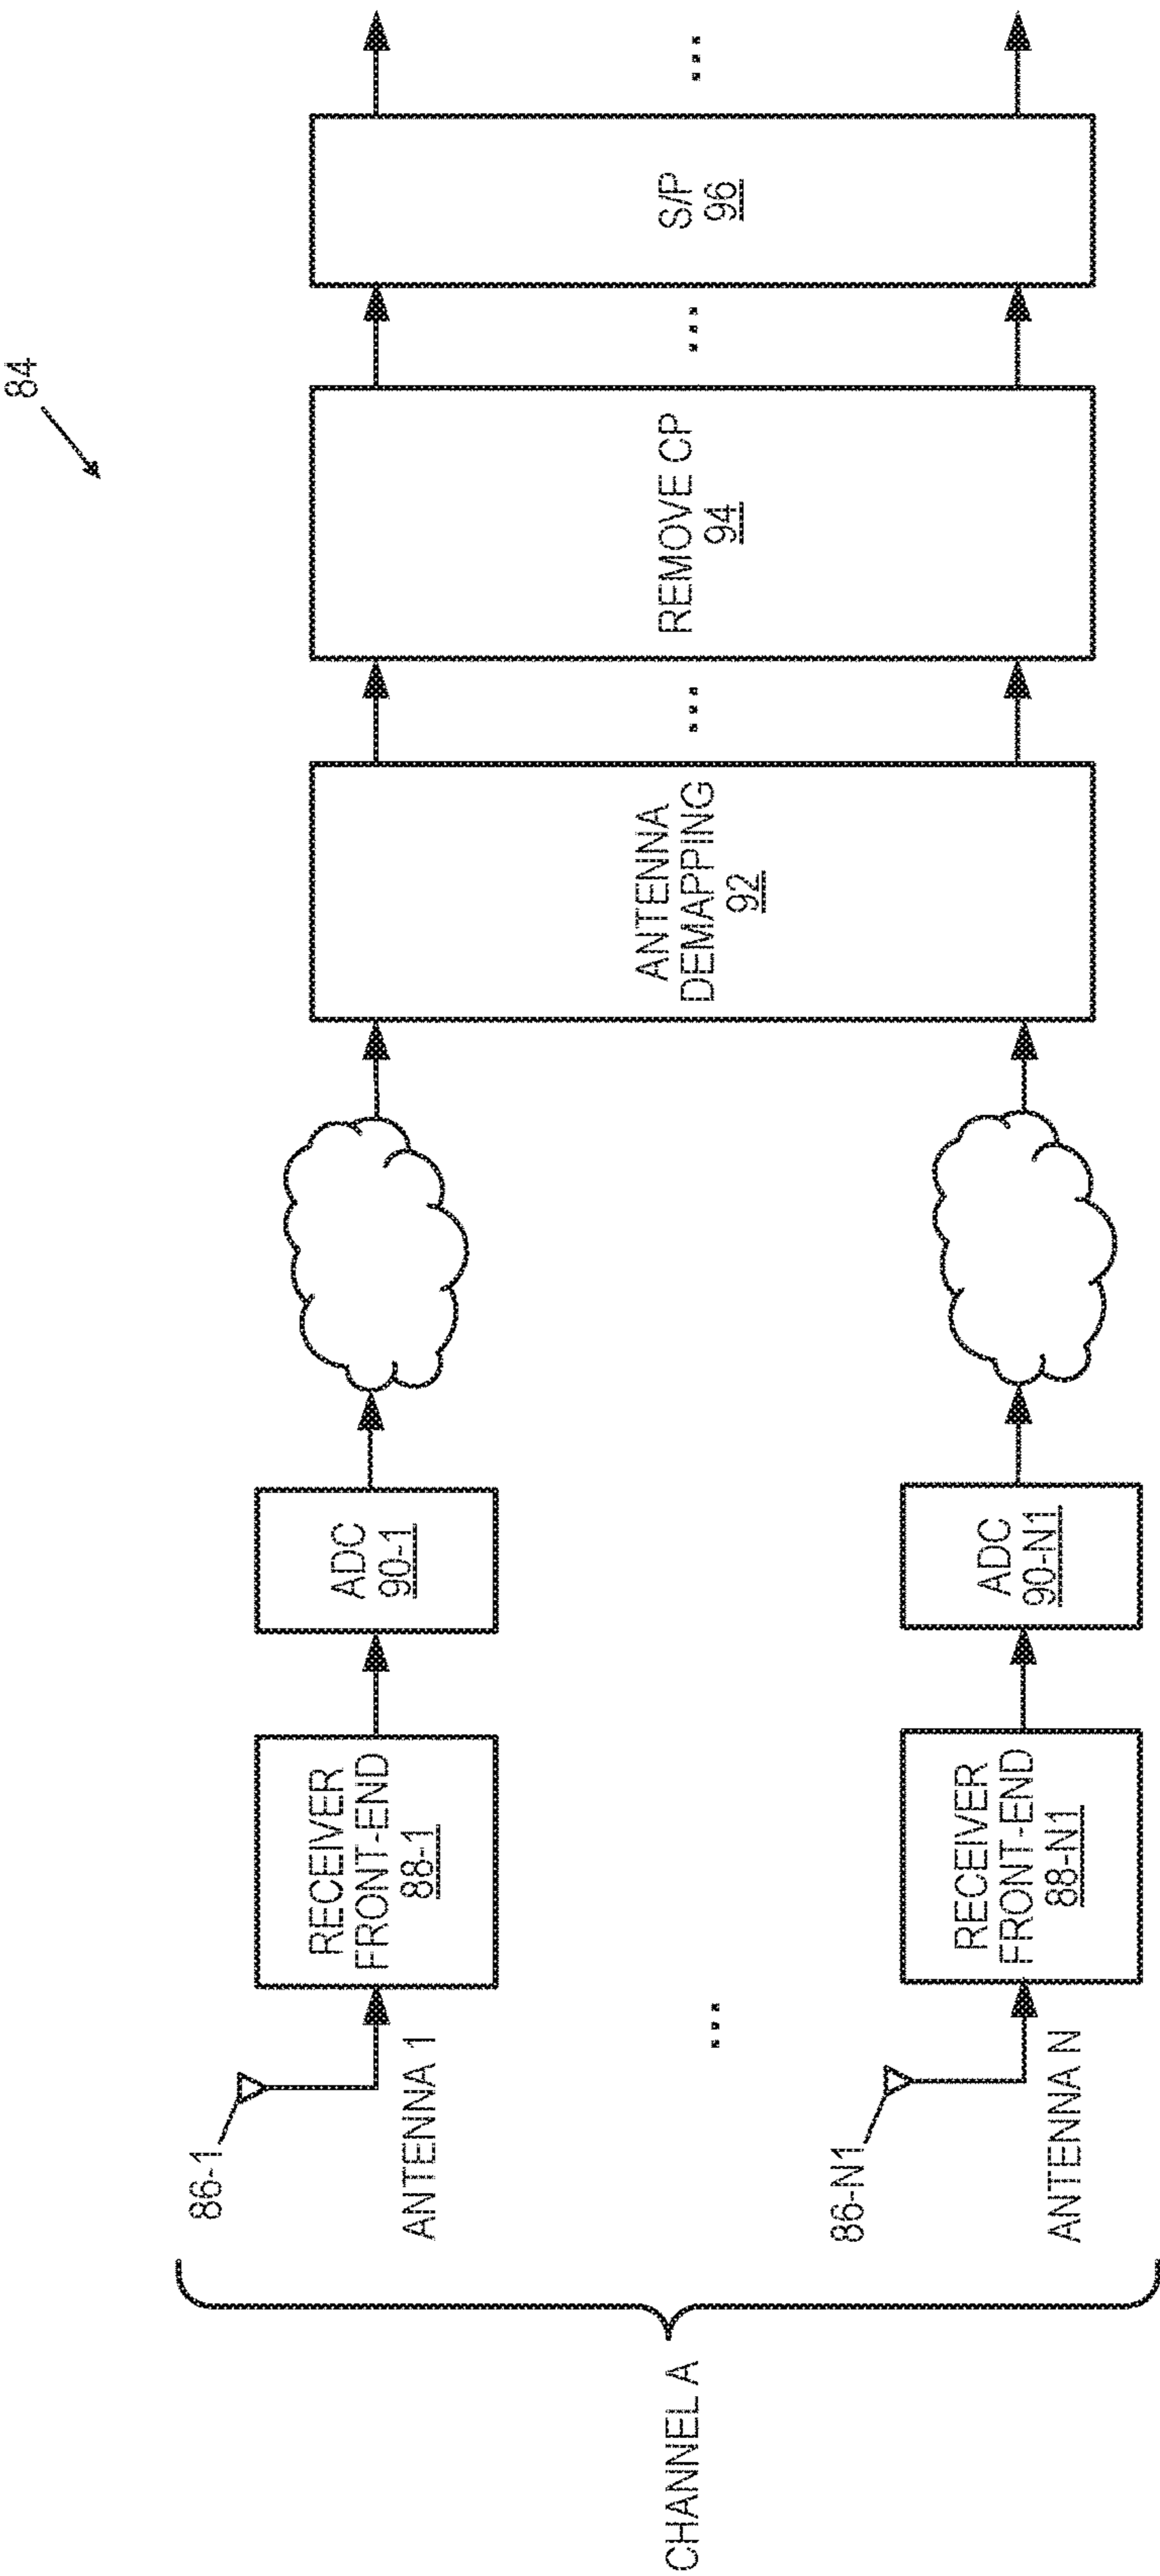 84
CHANNEL A
86-1
ANTENNA 1
RECEIVER
FRONT-END
88-1
ADC
90-1
...
86-N1
ANTENNA N
RECEIVER
FRONT-END
88-N1
ADC
90-N1
ANTENNA
DEMAPPING
92
...
REMOVE CP
94
...
S/P
96
...